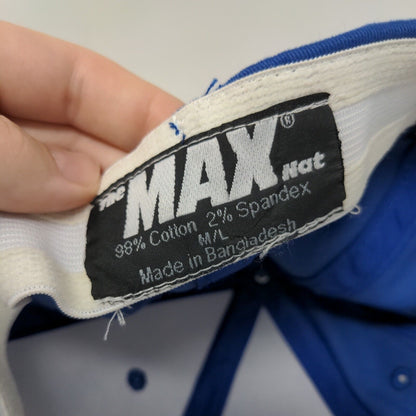 The MAX® Hat
98% Cotton 2% Spandex
M/L
Made in Bangladesh